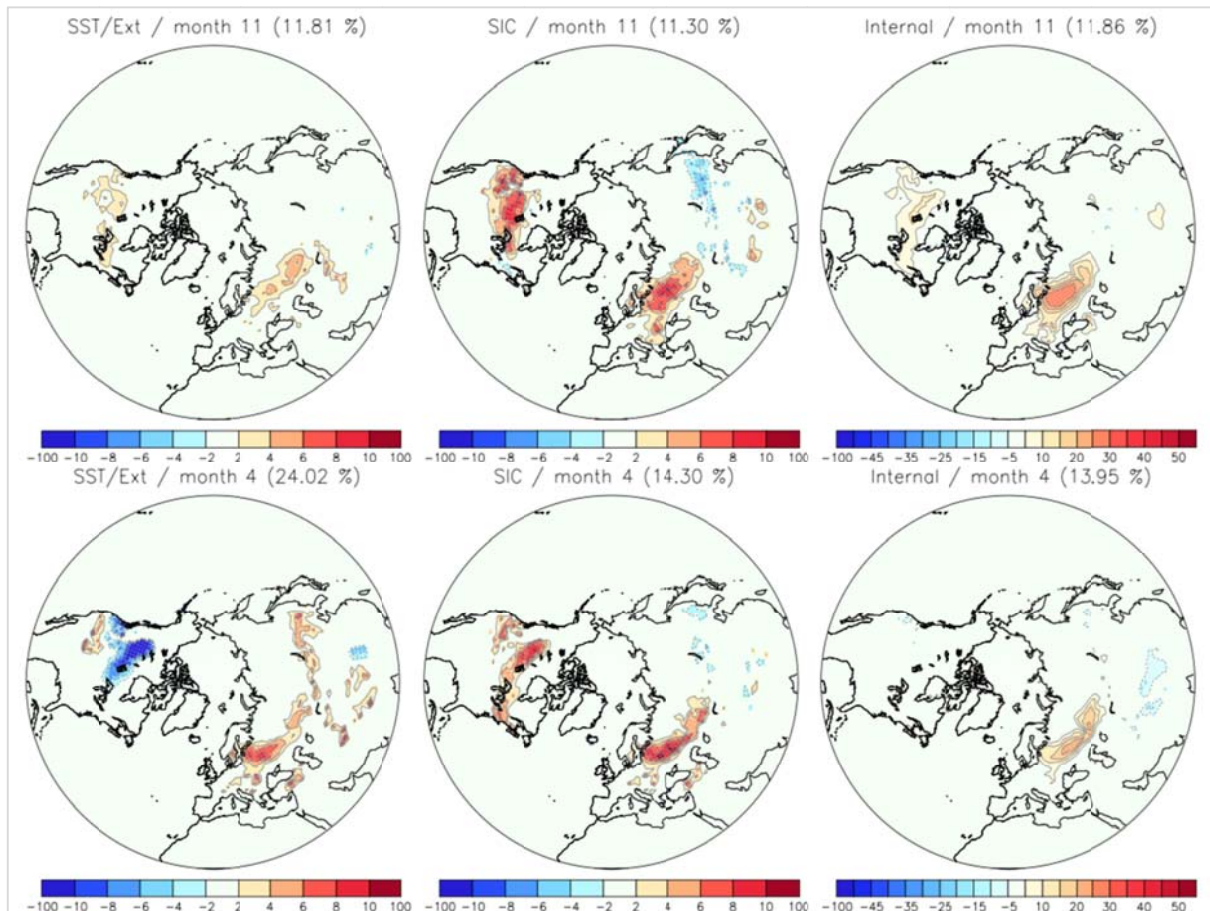 SST/Ext / month 11 (11.81 %)
SIC / month 11 (11.30 %)
Internal / month 11 (11.86 %)
-100 -10 -8 -6 -4 -2 2 4 6 8 10 100
-100 -10 -8 -6 -4 -2 2 4 6 8 10 100
-100 -45 -35 -25 -15 -5 10 20 30 40 50
SST/Ext / month 4 (24.02 %)
SIC / month 4 (14.30 %)
Internal / month 4 (13.95 %)
-100 -10 -8 -6 -4 -2 2 4 6 8 10 100
-100 -10 -8 -6 -4 -2 2 4 6 8 10 100
-100 -45 -35 -25 -15 -5 10 20 30 40 50